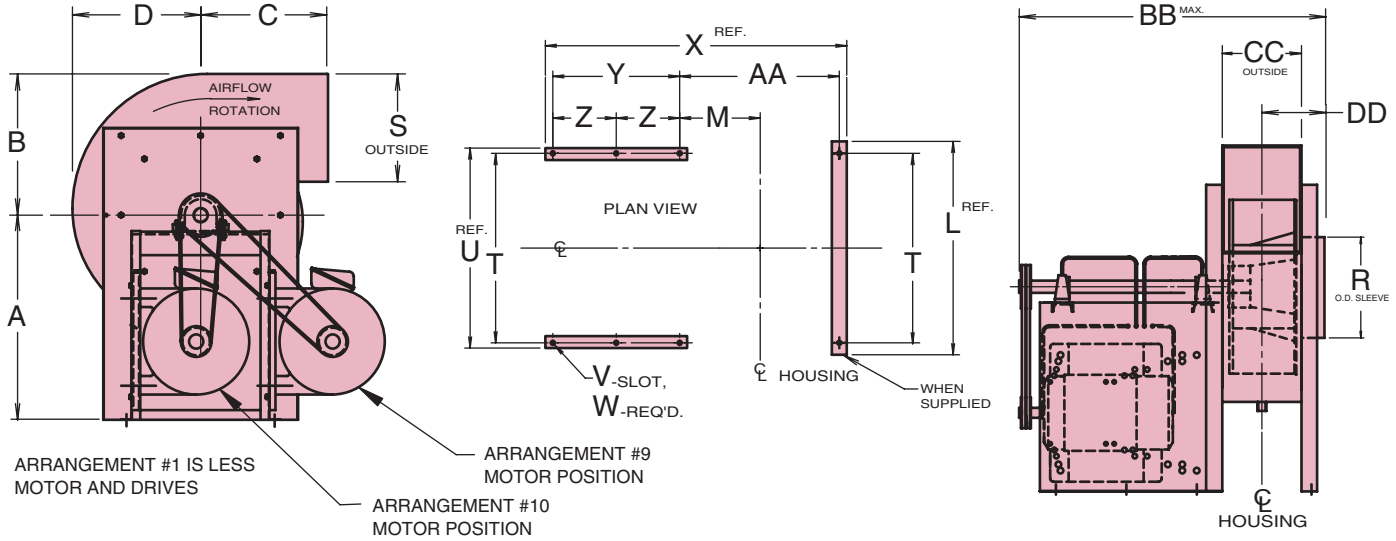 D
C
B
A
AIRFLOW
ROTATION
S
OUTSIDE
ARRANGEMENT #1 IS LESS
MOTOR AND DRIVES
ARRANGEMENT #9
MOTOR POSITION
ARRANGEMENT #10
MOTOR POSITION
X REF.
Y
AA
Z
Z
M
PLAN VIEW
REF.
U
T
℄
T
L REF.
℄ HOUSING
V-SLOT,
W-REQ'D.
WHEN
SUPPLIED
BB MAX.
CC
OUTSIDE
DD
R
O.D. SLEEVE
℄
HOUSING